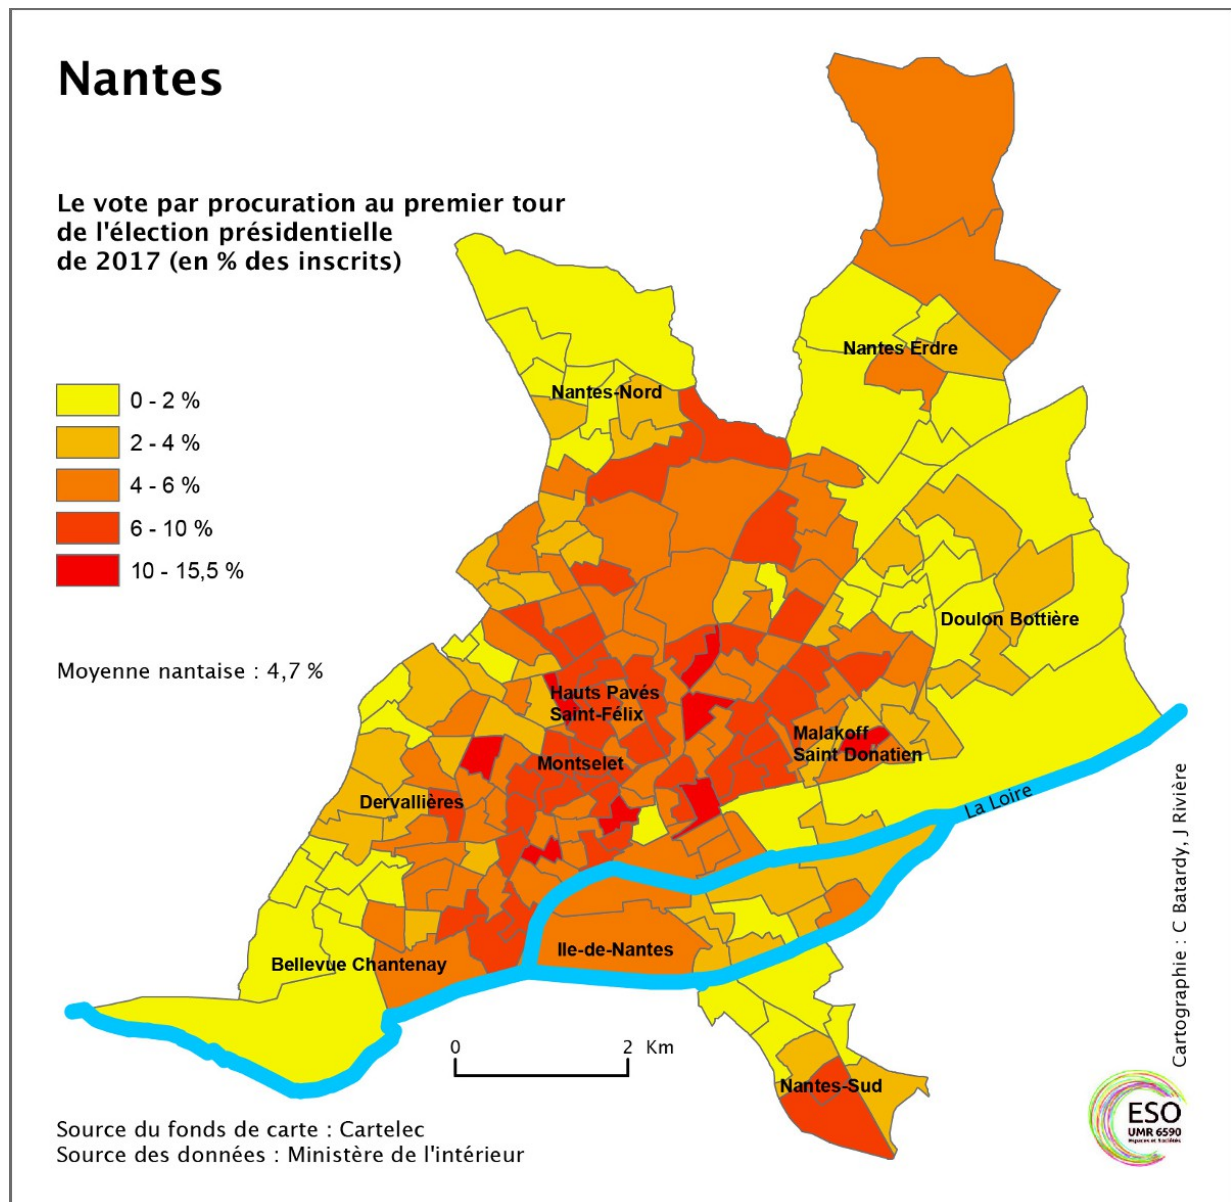 Nantes
Le vote par procuration au premier tour
de l'élection présidentielle
de 2017 (en % des inscrits)
0 - 2 %
2 - 4 %
4 - 6 %
6 - 10 %
10 - 15,5 %
Moyenne nantaise : 4,7 %
Nantes Erdre
Nantes-Nord
Doulon Bottière
Hauts Pavés
Saint-Félix
Malakoff
Saint Donatien
Montselet
Dervallières
La Loire
Ile-de-Nantes
Bellevue Chantenay
Nantes-Sud
0 2 Km
Cartographie : C Batardy, J Rivière
Source du fonds de carte : Cartelec
Source des données : Ministère de l'intérieur
ESO
UMR 6590
Espaces et Sociétés